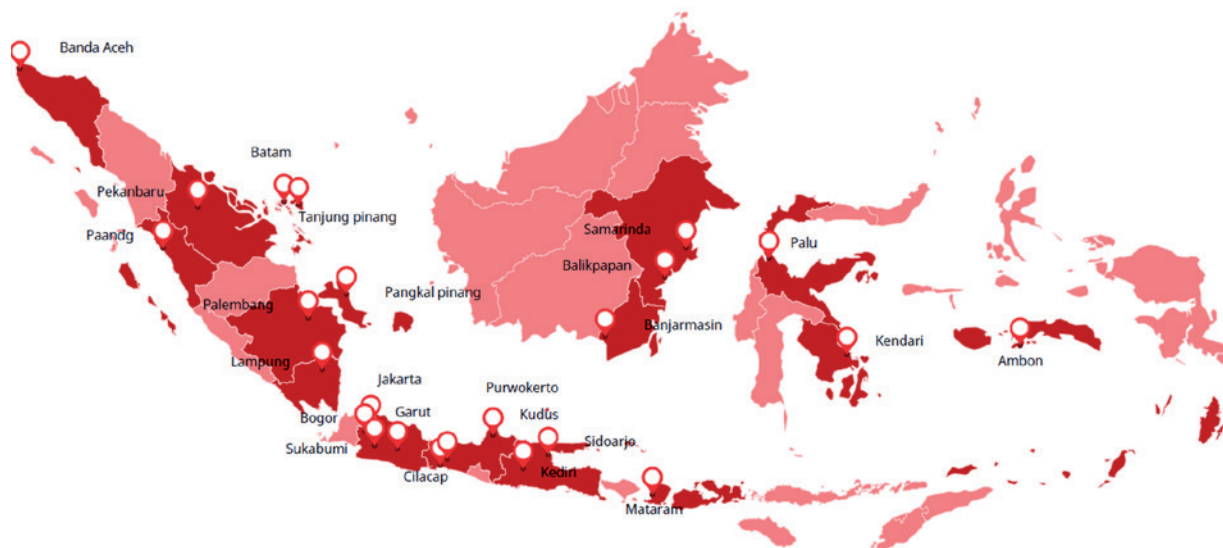 Banda Aceh
Batam
Pekanbaru
Tanjung pinang
Paandg
Samarinda
Palu
Balikpapan
Pangkal pinang
Palembang
Banjarmasin
Kendari
Ambon
Lampung
Jakarta
Purwokerto
Bogor
Garut
Kudus
Sukabumi
Sidoarjo
Cilacap
Kediri
Mataram